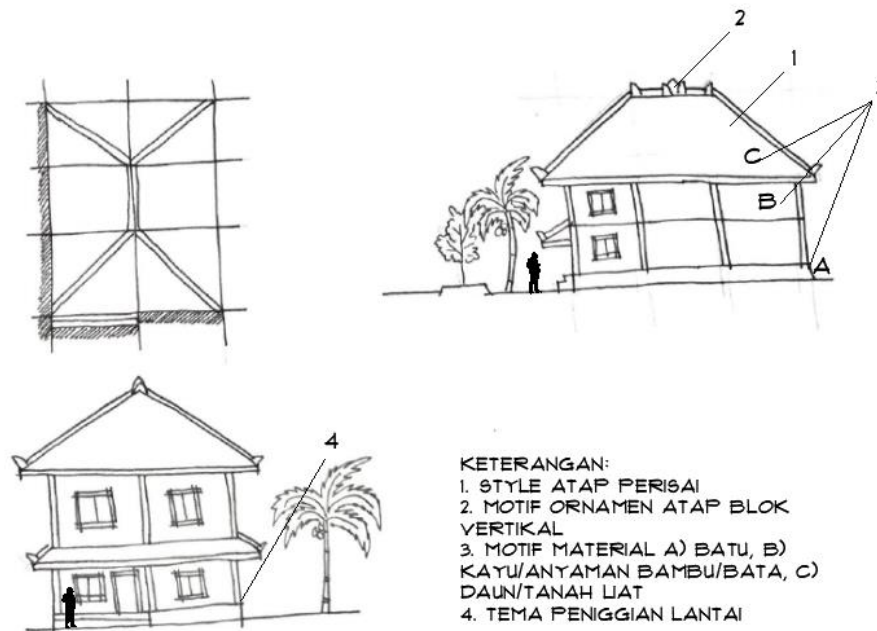 2
1
3
C
B
A
4
KETERANGAN:
1. STYLE ATAP PERISAI
2. MOTIF ORNAMEN ATAP BLOK
VERTIKAL
3. MOTIF MATERIAL A) BATU, B)
KAYU/ANYAMAN BAMBU/BATA, C)
DAUN/TANAH LIAT
4. TEMA PENIGGIAN LANTAI